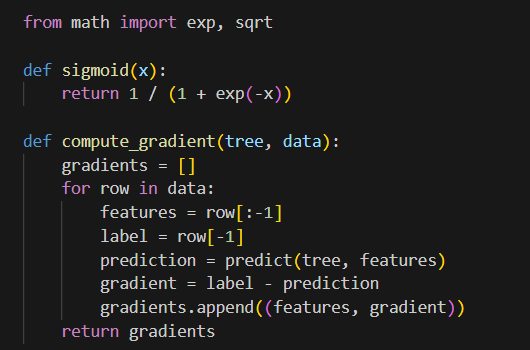 from math import exp, sqrt
def sigmoid(x):
    return 1 / (1 + exp(-x))
def compute_gradient(tree, data):
    gradients = []
    for row in data:
        features = row[:-1]
        label = row[-1]
        prediction = predict(tree, features)
        gradient = label - prediction
        gradients.append((features, gradient))
    return gradients